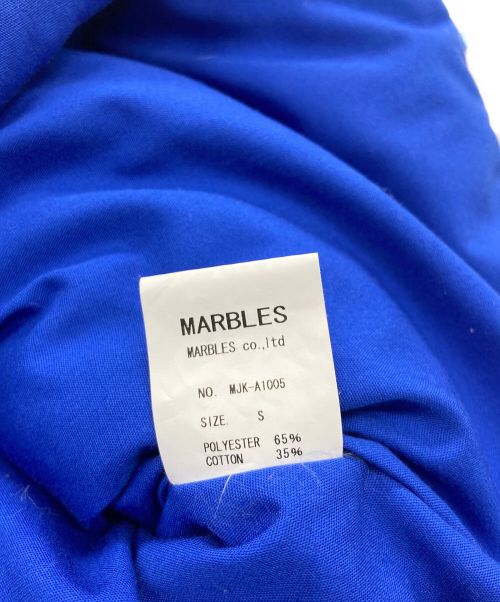 MARBLES
MARBLES co.,ltd
NO. MJK-A1005
SIZE. S
POLYESTER 65%
COTTON 35%